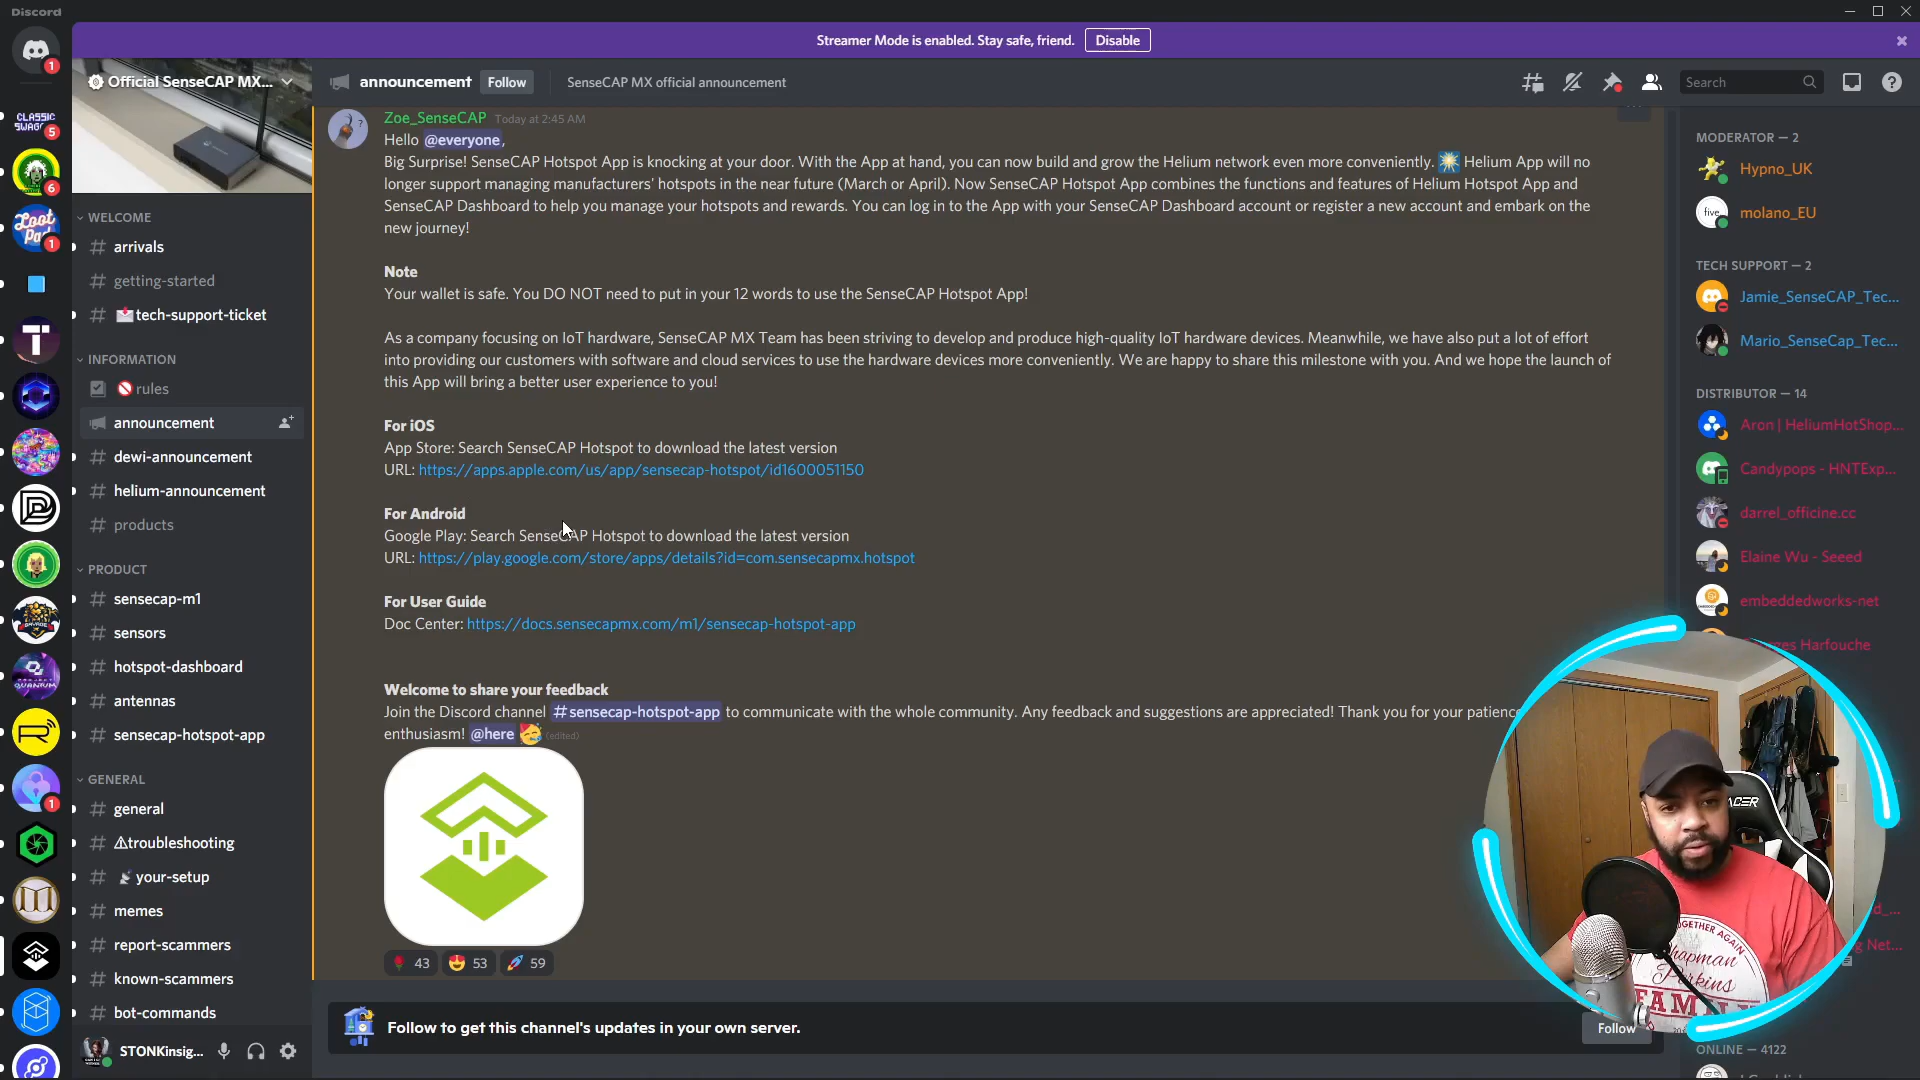 Discord
Streamer Mode is enabled. Stay safe, friend. Disable
Official SenseCAP MX...
announcement Follow SenseCAP MX official announcement
Search
1
CLASSIC
5
6
Loot
1
1
WELCOME
arrivals
getting-started
tech-support-ticket
INFORMATION
rules
announcement
dewi-announcement
helium-announcement
products
PRODUCT
sensecap-m1
sensors
hotspot-dashboard
antennas
sensecap-hotspot-app
GENERAL
general
troubleshooting
your-setup
memes
report-scammers
known-scammers
bot-commands
STONKinsig...
Zoe_SenseCAP Today at 2:45 AM
Hello @everyone,
Big Surprise! SenseCAP Hotspot App is knocking at your door. With the App at hand, you can now build and grow the Helium network even more conveniently. Helium App will no
longer support managing manufacturers' hotspots in the near future (March or April). Now SenseCAP Hotspot App combines the functions and features of Helium Hotspot App and
SenseCAP Dashboard to help you manage your hotspots and rewards. You can log in to the App with your SenseCAP Dashboard account or register a new account and embark on the
new journey!
Note
Your wallet is safe. You DO NOT need to put in your 12 words to use the SenseCAP Hotspot App!
As a company focusing on IoT hardware, SenseCAP MX Team has been striving to develop and produce high-quality IoT hardware devices. Meanwhile, we have also put a lot of effort
into providing our customers with software and cloud services to use the hardware devices more conveniently. We are happy to share this milestone with you. And we hope the launch of
this App will bring a better user experience to you!
For iOS
App Store: Search SenseCAP Hotspot to download the latest version
URL: https://apps.apple.com/us/app/sensecap-hotspot/id1600051150
For Android
Google Play: Search SenseCAP Hotspot to download the latest version
URL: https://play.google.com/store/apps/details?id=com.sensecapmx.hotspot
For User Guide
Doc Center: https://docs.sensecapmx.com/m1/sensecap-hotspot-app
Welcome to share your feedback
Join the Discord channel #sensecap-hotspot-app to communicate with the whole community. Any feedback and suggestions are appreciated! Thank you for your
enthusiasm! @here (edited)
43 53 59
Follow to get this channel's updates in your own server. Follow
MODERATOR — 2
Hypno_UK
five
molano_EU
TECH SUPPORT — 2
Jamie_SenseCAP_Tec...
Mario_SenseCap_Tec...
DISTRIBUTOR — 14
Aron | HeliumHotShop...
Candypops - HNTExp...
darrel_officine.cc
Elaine Wu - Seeed
embeddedworks-net
Harfouche
Net...
ONLINE — 4122
TOGETHER AGAIN
Chapman
Perkins
FAMILY